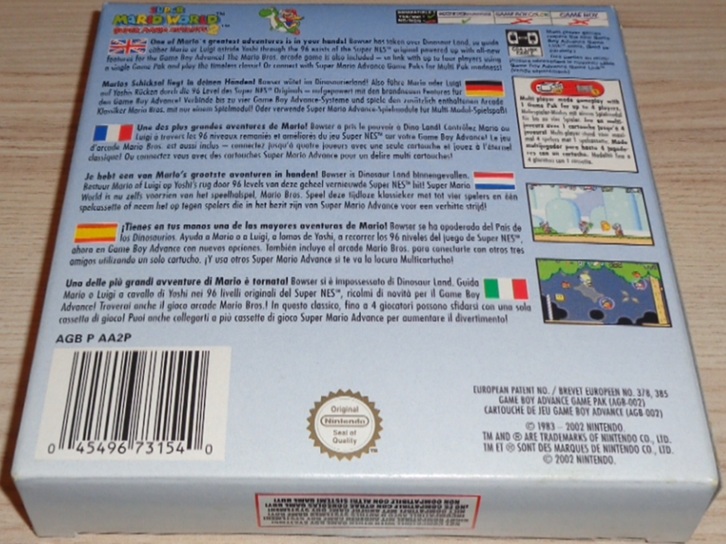 SUPER
MARIO WORLD
SUPER MARIO ADVANCE 2
GAME BOY COLOR
GAME BOY
One of Mario's greatest adventures is in your hands! Bowser has taken over Dinosaur Land, so guide
either Mario or Luigi astride Yoshi through the 96 levels of the Super NES™ original powered up with all-new
features for the Game Boy Advance! The Mario Bros. arcade game is also included – so link with up to four players using
a single Game Pak and play the timeless classic! Or connect with Super Mario Advance Game Paks for Multi Pak madness!
Marios Schicksal liegt in deinen Händen! Bowser wütet im Dinosaurierland! Also führe Mario oder Luigi
auf Yoshis Rücken durch die 96 Level des Super NES™ Originals – aufgepowert mit den brandneuen Features für
den Game Boy Advance! Verbinde bis zu vier Game Boy Advance-Systeme und spiele den zusätzlich enthaltenen Arcade
Klassiker Mario Bros. mit nur einem Spielmodul! Oder verwende Super Mario Advance-Spielmodule für Multi Modul-Spielspaß!
Une des plus grandes aventures de Mario! Bowser a pris le pouvoir à Dino Land! Contrôlez Mario ou
Luigi à travers les 96 niveaux remaniés et améliorés du jeu Super NES™ sur votre Game Boy Advance! Le jeu
d'arcade Mario Bros. est aussi inclus – connectez jusqu'à quatre joueurs avec une seule cartouche et jouez à l'éternel
classique! Ou connectez vous avec des cartouches Super Mario Advance pour un delire multi cartouches!
Je hebt een van Mario's grootste avonturen in handen! Bowser is Dinosaur Land binnengevallen.
Bestuur Mario of Luigi op Yoshi's rug door 96 levels van deze geheel vernieuwde Super NES™ hit! Super Mario
World is nu zelfs voorzien van het speelhalspel, Mario Bros. Speel deze tijdloze klassieker met tot vier spelers en één
spelcassette of neem het op tegen spelers die in het bezit zijn van Super Mario Advance voor een verhitte strijd!
¡Tienes en tus manos una de las mayores aventuras de Mario! Bowser se ha apoderado del País de
los Dinosaurios. Ayuda a Mario o a Luigi, a lomos de Yoshi, a recorrer los 96 niveles del juego de Super NES™,
ahora en Game Boy Advance con nuevas opciones. También incluye el arcade Mario Bros. para conectarte con otros tres
amigos utilizando un solo cartucho. ¡Y usa otros Super Mario Advance si te va la locura Multicartucho!
Una delle più grandi avventure di Mario è tornata! Bowser si è impossessato di Dinosaur Land. Guida
Mario o Luigi a cavallo di Yoshi nei 96 livelli originali del Super NES™, ricolmi di novità per il Game Boy
Advance! Troverai anche il gioco arcade Mario Bros.! In questo classico, fino a 4 giocatori possono sfidarsi con una sola
cassetta di gioco! Puoi anche collegarti a più cassette di gioco Super Mario Advance per aumentare il divertimento!
AGB P AA2P
0 45496 73154 0
Original
Nintendo
Seal of
Quality
EUROPEAN PATENT NO. / BREVET EUROPEEN NO. 378, 385
GAME BOY ADVANCE GAME PAK (AGB-002)
CARTOUCHE DE JEU GAME BOY ADVANCE (AGB-002)
© 1983 – 2002 NINTENDO.
TM AND ® ARE TRADEMARKS OF NINTENDO CO., LTD.
TM ET ® SONT DES MARQUES DE NINTENDO CO., LTD.
© 2002 NINTENDO.